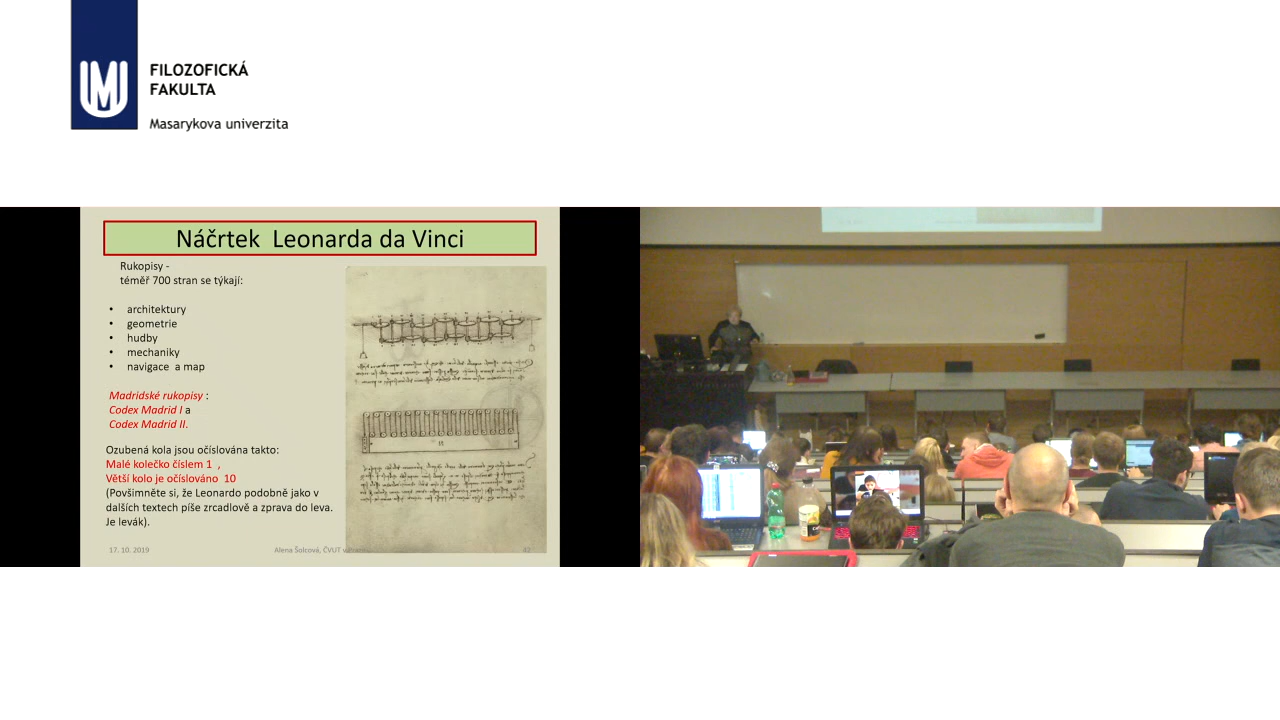 FILOZOFICKÁ
FAKULTA
Masarykova univerzita
Náčrtek Leonarda da Vinci
Rukopisy -
téměř 700 stran se týkají:
• architektury
• geometrie
• hudby
• mechaniky
• navigace a map
Madridské rukopisy :
Codex Madrid I a
Codex Madrid II.
Ozubená kola jsou očíslována takto:
Malé kolečko číslem 1 ,
Větší kolo je očíslováno 10
(Povšimněte si, že Leonardo podobně jako v
dalších textech píše zrcadlově a zprava do leva.
Je levák).
17. 10. 2019
Alena Šolcová, ČVUT v